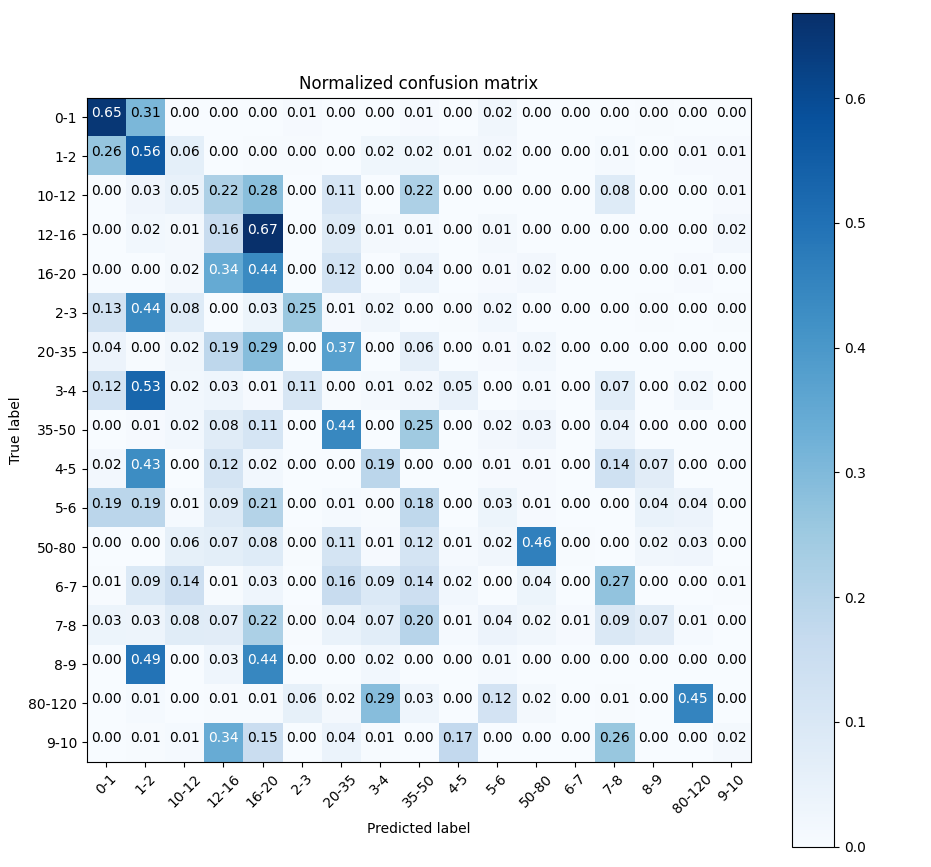 Normalized confusion matrix
0-1 0.65 0.31 0.00 0.00 0.00 0.01 0.00 0.00 0.01 0.00 0.02 0.00 0.00 0.00 0.00 0.00 0.00
1-2 0.26 0.56 0.06 0.00 0.00 0.00 0.00 0.02 0.02 0.01 0.02 0.00 0.00 0.01 0.00 0.01 0.01
10-12 0.00 0.03 0.05 0.22 0.28 0.00 0.11 0.00 0.22 0.00 0.00 0.00 0.00 0.08 0.00 0.00 0.01
12-16 0.00 0.02 0.01 0.16 0.67 0.00 0.09 0.01 0.01 0.00 0.01 0.00 0.00 0.00 0.00 0.00 0.02
16-20 0.00 0.00 0.02 0.34 0.44 0.00 0.12 0.00 0.04 0.00 0.01 0.02 0.00 0.00 0.00 0.01 0.00
2-3 0.13 0.44 0.08 0.00 0.03 0.25 0.01 0.02 0.00 0.00 0.02 0.00 0.00 0.00 0.00 0.00 0.00
20-35 0.04 0.00 0.02 0.19 0.29 0.00 0.37 0.00 0.06 0.00 0.01 0.02 0.00 0.00 0.00 0.00 0.00
3-4 0.12 0.53 0.02 0.03 0.01 0.11 0.00 0.01 0.02 0.05 0.00 0.01 0.00 0.07 0.00 0.02 0.00
35-50 0.00 0.01 0.02 0.08 0.11 0.00 0.44 0.00 0.25 0.00 0.02 0.03 0.00 0.04 0.00 0.00 0.00
4-5 0.02 0.43 0.00 0.12 0.02 0.00 0.00 0.19 0.00 0.00 0.01 0.01 0.00 0.14 0.07 0.00 0.00
5-6 0.19 0.19 0.01 0.09 0.21 0.00 0.01 0.00 0.18 0.00 0.03 0.01 0.00 0.00 0.04 0.04 0.00
50-80 0.00 0.00 0.06 0.07 0.08 0.00 0.11 0.01 0.12 0.01 0.02 0.46 0.00 0.00 0.02 0.03 0.00
6-7 0.01 0.09 0.14 0.01 0.03 0.00 0.16 0.09 0.14 0.02 0.00 0.04 0.00 0.27 0.00 0.00 0.01
7-8 0.03 0.03 0.08 0.07 0.22 0.00 0.04 0.07 0.20 0.01 0.04 0.02 0.01 0.09 0.07 0.01 0.00
8-9 0.00 0.49 0.00 0.03 0.44 0.00 0.00 0.02 0.00 0.00 0.01 0.00 0.00 0.00 0.00 0.00 0.00
80-120 0.00 0.01 0.00 0.01 0.01 0.06 0.02 0.29 0.03 0.00 0.12 0.02 0.00 0.01 0.00 0.45 0.00
9-10 0.00 0.01 0.01 0.34 0.15 0.00 0.04 0.01 0.00 0.17 0.00 0.00 0.00 0.26 0.00 0.00 0.02
0-1 1-2 10-12 12-16 16-20 2-3 20-35 3-4 35-50 4-5 5-6 50-80 6-7 7-8 8-9 80-120 9-10
True label
Predicted label
0.6
0.5
0.4
0.3
0.2
0.1
0.0